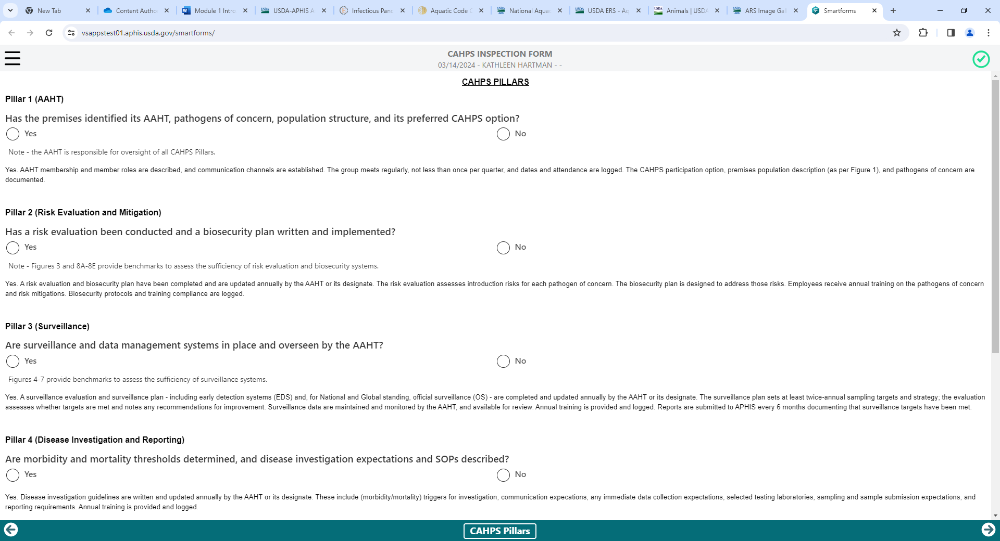 New Tab
Content Autho
Module 1 Intro
USDA-APHIS A
Infectious Panc
Aquatic Code
National Aquac
USDA ERS - Aq
Animals | USDA
ARS Image Gal
Smartforms
vsappstest01.aphis.usda.gov/smartforms/
CAHPS INSPECTION FORM
03/14/2024 - KATHLEEN HARTMAN - -
CAHPS PILLARS
Pillar 1 (AAHT)
Has the premises identified its AAHT, pathogens of concern, population structure, and its preferred CAHPS option?
Yes No
Note - the AAHT is responsible for oversight of all CAHPS Pillars.
Yes. AAHT membership and member roles are described, and communication channels are established. The group meets regularly, not less than once per quarter, and dates and attendance are logged. The CAHPS participation option, premises population description (as per Figure 1), and pathogens of concern are
documented.
Pillar 2 (Risk Evaluation and Mitigation)
Has a risk evaluation been conducted and a biosecurity plan written and implemented?
Yes No
Note - Figures 3 and 8A-8E provide benchmarks to assess the sufficiency of risk evaluation and biosecurity systems.
Yes. A risk evaluation and biosecurity plan have been completed and are updated annually by the AAHT or its designate. The risk evaluation assesses introduction risks for each pathogen of concern. The biosecurity plan is designed to address those risks. Employees receive annual training on the pathogens of concern
and risk mitigations. Biosecurity protocols and training compliance are logged.
Pillar 3 (Surveillance)
Are surveillance and data management systems in place and overseen by the AAHT?
Yes No
Figures 4-7 provide benchmarks to assess the sufficiency of surveillance systems.
Yes. A surveillance evaluation and surveillance plan - including early detection systems (EDS) and, for National and Global standing, official surveillance (OS) - are completed and updated annually by the AAHT or its designate. The surveillance plan sets at least twice-annual sampling targets and strategy; the evaluation
assesses whether targets are met and notes any recommendations for improvement. Surveillance data are maintained and monitored by the AAHT, and available for review. Annual training is provided and logged. Reports are submitted to APHIS every 6 months documenting that surveillance targets have been met.
Pillar 4 (Disease Investigation and Reporting)
Are morbidity and mortality thresholds determined, and disease investigation expectations and SOPs described?
Yes No
Yes. Disease investigation guidelines are written and updated annually by the AAHT or its designate. These include (morbidity/mortality) triggers for investigation, communication expecations, any immediate data collection expectations, selected testing laboratories, sampling and sample submission expectations, and
reporting requirements. Annual training is provided and logged.
CAHPS Pillars